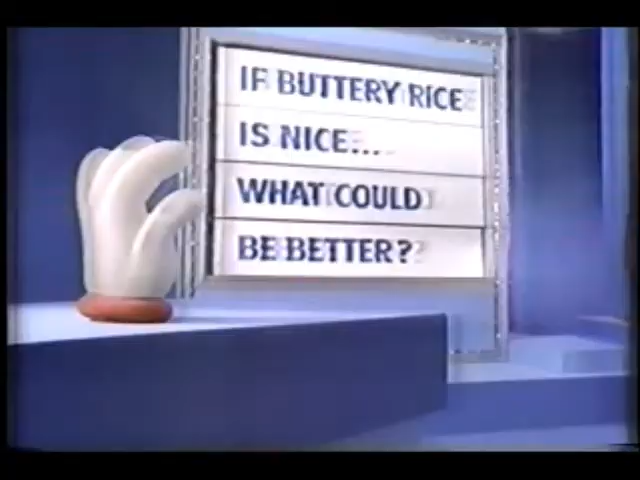 IF BUTTERY RICE
IS NICE...
WHAT COULD
BE BETTER?